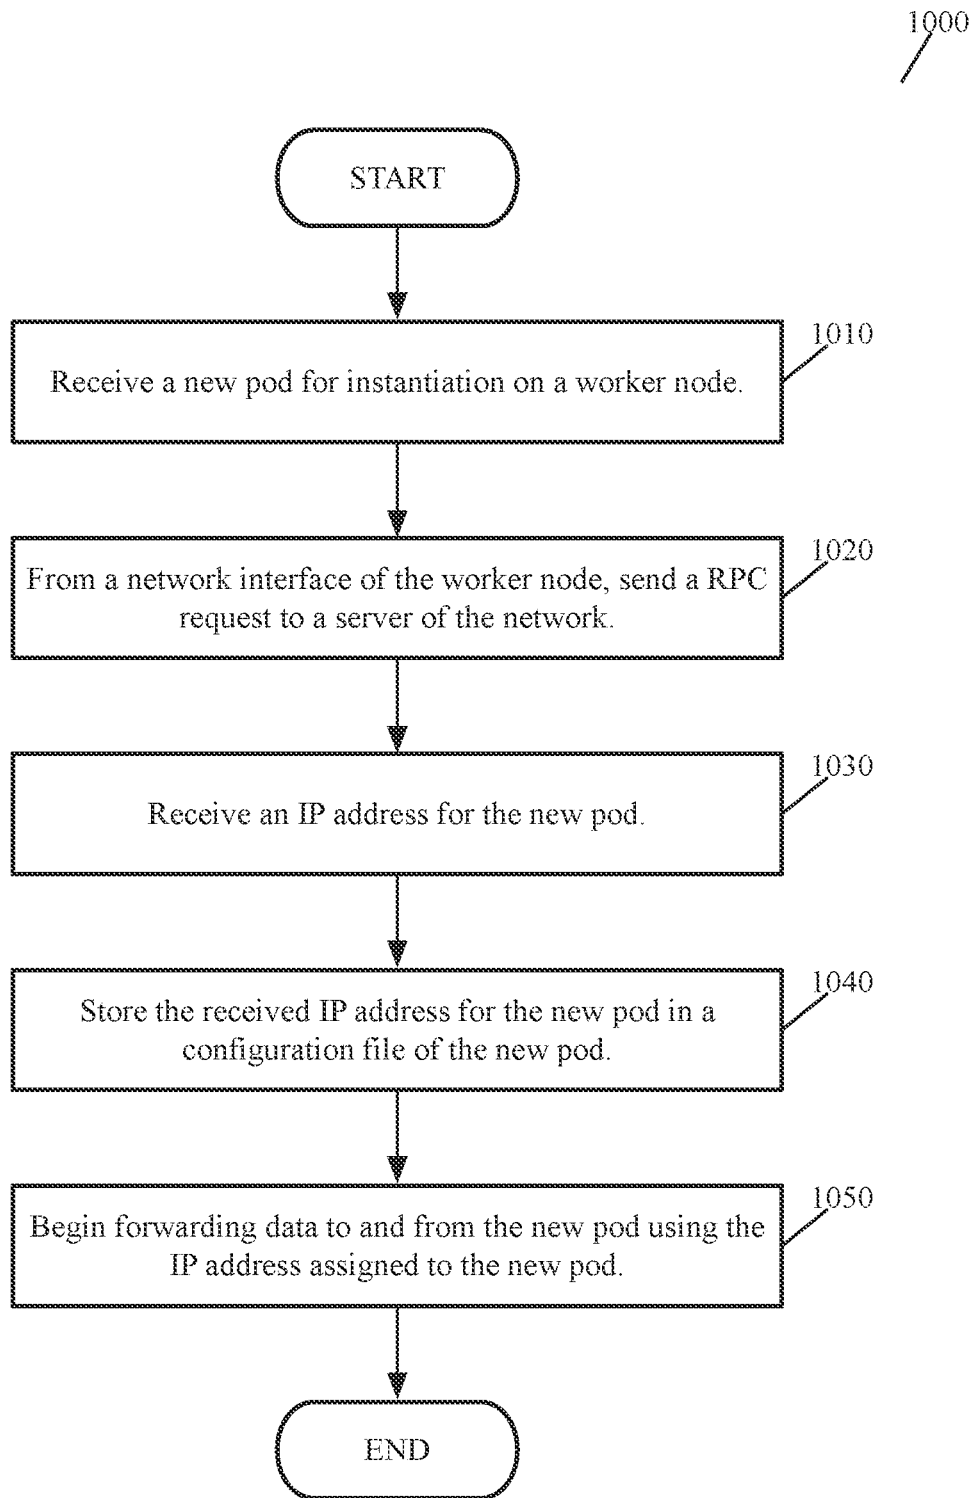 1000
START
1010
Receive a new pod for instantiation on a worker node.
1020
From a network interface of the worker node, send a RPC
request to a server of the network.
1030
Receive an IP address for the new pod.
1040
Store the received IP address for the new pod in a
configuration file of the new pod.
1050
Begin forwarding data to and from the new pod using the
IP address assigned to the new pod.
END